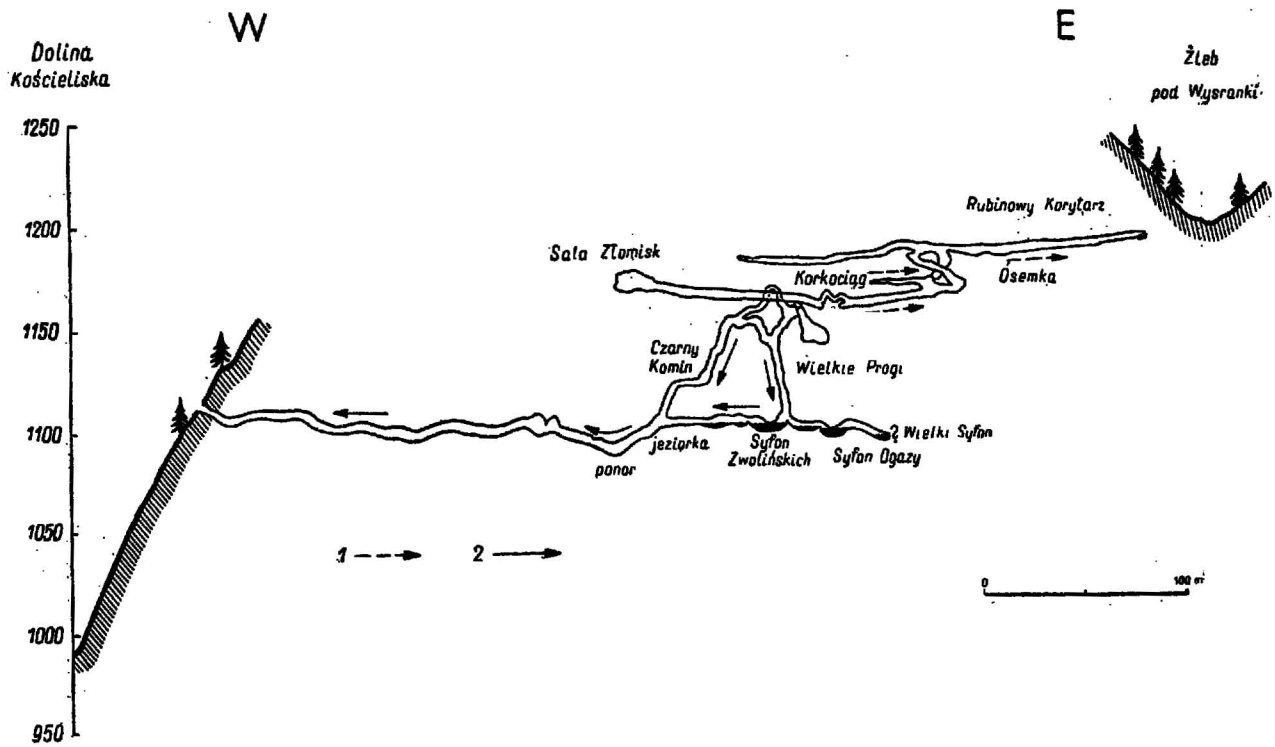 W
E
Dolina
Kościeliska
Żleb
pod Wysranki
1250
1200
1150
1100
1050
1000
950
Rubinowy Korytarz
Sala Złomisk
Korkociąg
Ósemka
Czarny
Komin
Wielkie Progi
jeziorka
Syfon
Zwolińskich
? Wielki Syfon
Syfon Ogazy
ponor
1
2
0
100 m